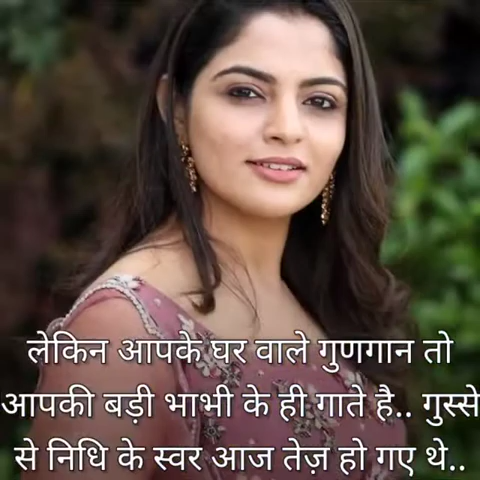 लेकिन आपके घर वाले गुणगान तो
आपकी बड़ी भाभी के ही गाते है.. गुस्से
से निधि के स्वर आज तेज़ हो गए थे..